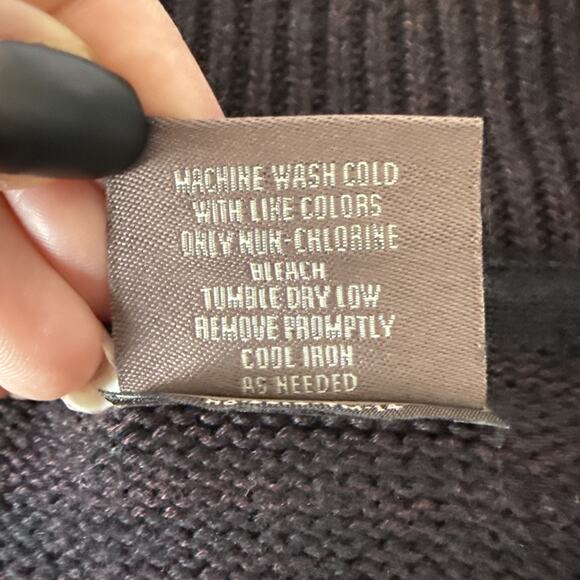 MACHINE WASH COLD
WITH LIKE COLORS
ONLY NON-CHLORINE
BLEACH
TUMBLE DRY LOW
REMOVE PROMPTLY
COOL IRON
AS NEEDED